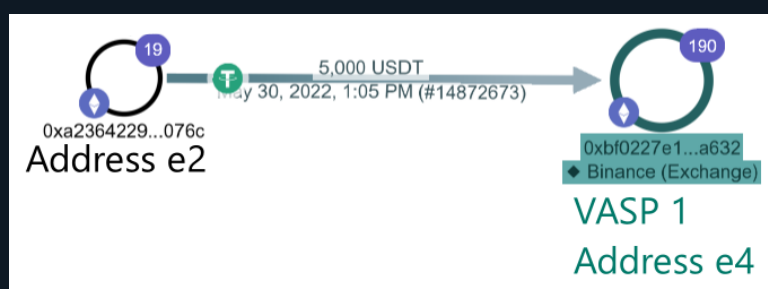 19
190
5,000 USDT
May 30, 2022, 1:05 PM (#14872673)
0xa2364229...076c
Address e2
0xbf0227e1...a632
◆ Binance (Exchange)
VASP 1
Address e4